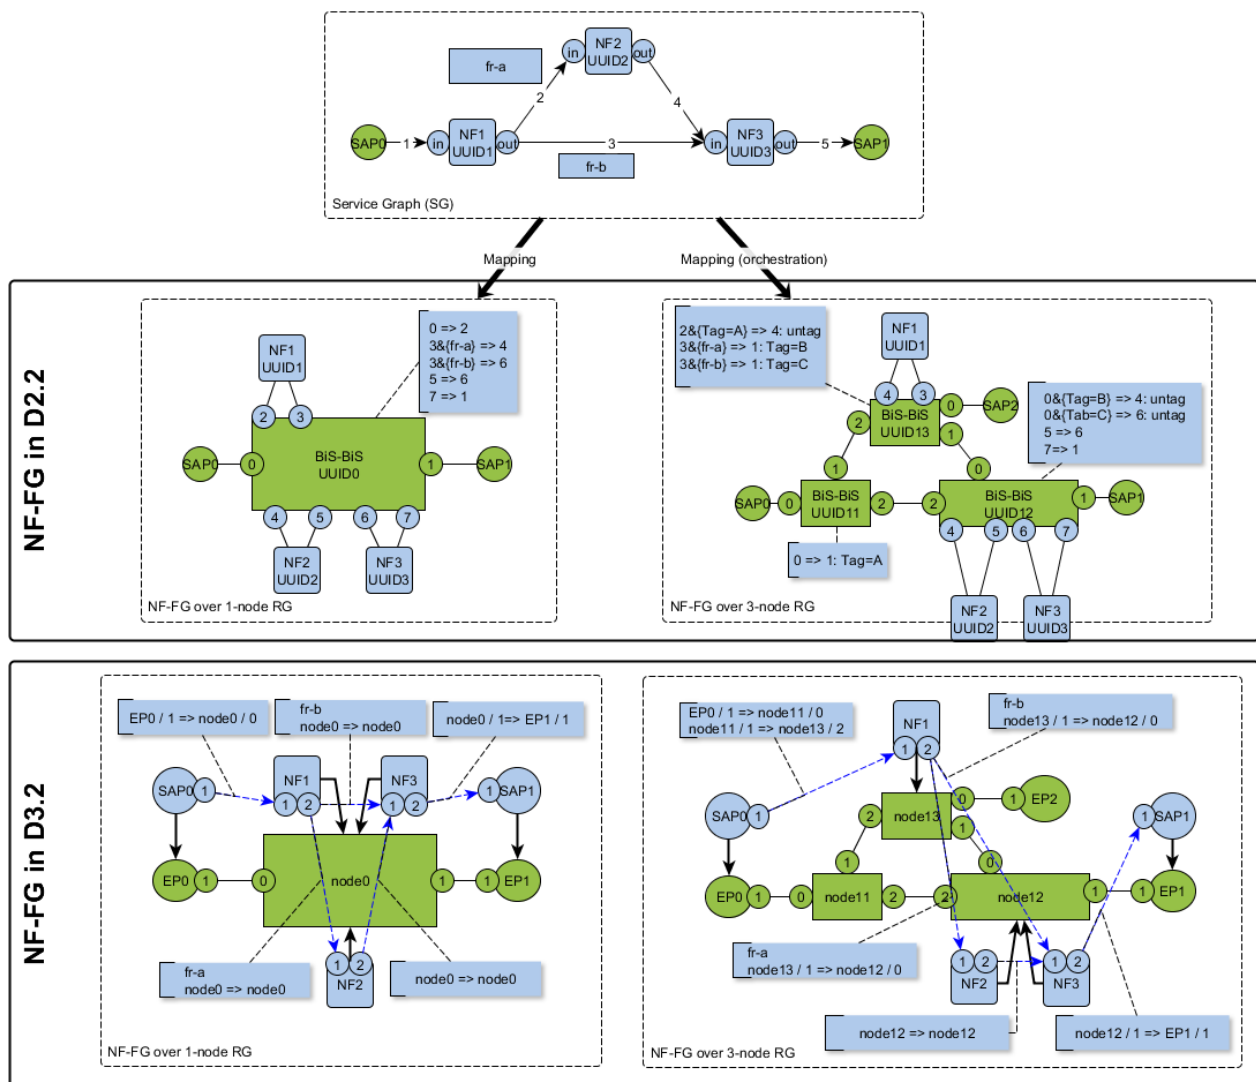 NF2
UUID2
in
out
fr-a
2
4
SAP0
1
in
NF1
UUID1
out
3
in
NF3
UUID3
out
5
SAP1
fr-b
Service Graph (SG)
Mapping
Mapping (orchestration)
NF-FG in D2.2
0 => 2
3&{fr-a} => 4
3&{fr-b} => 6
5 => 6
7 => 1
NF1
UUID1
2
3
SAP0
0
BiS-BiS
UUID0
1
SAP1
4
5
6
7
NF2
UUID2
NF3
UUID3
NF-FG over 1-node RG
2&{Tag=A} => 4: untag
3&{fr-a} => 1: Tag=B
3&{fr-b} => 1: Tag=C
NF1
UUID1
4
3
0
SAP2
2
BiS-BiS
UUID13
1
0&{Tag=B} => 4: untag
0&{Tab=C} => 6: untag
5 => 6
7=> 1
1
0
SAP0
0
BiS-BiS
UUID11
2
2
BiS-BiS
UUID12
1
SAP1
4
5
6
7
0 => 1: Tag=A
NF2
UUID2
NF3
UUID3
NF-FG over 3-node RG
NF-FG in D3.2
EP0 / 1 => node0 / 0
fr-b
node0 => node0
node0 / 1=> EP1 / 1
SAP0
1
NF1
1
2
NF3
1
2
1
SAP1
EP0
1
0
node0
1
1
EP1
1
2
NF2
fr-a
node0 => node0
node0 => node0
NF-FG over 1-node RG
EP0 / 1 => node11 / 0
node11 / 1 => node13 / 2
NF1
1
2
fr-b
node13 / 1 => node12 / 0
SAP0
1
2
node13
0
1
1
EP2
1
SAP1
1
0
EP0
1
0
node11
2
2
node12
1
1
EP1
fr-a
node13 / 1 => node12 / 0
1
2
NF2
1
2
NF3
node12 => node12
node12 / 1 => EP1 / 1
NF-FG over 3-node RG